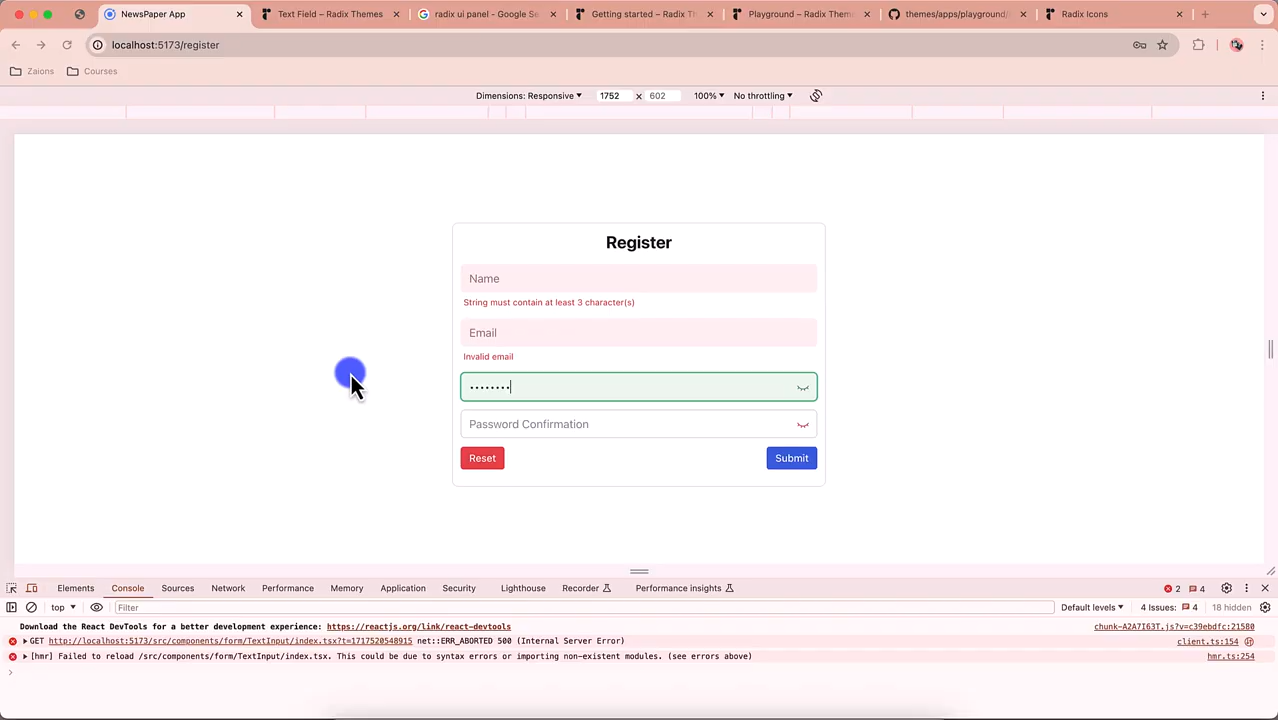 NewsPaper App
Text Field – Radix Themes
radix ui panel - Google Se
Getting started – Radix Th
Playground – Radix Them
themes/apps/playground/
Radix Icons
localhost:5173/register
Zaions
Courses
Dimensions: Responsive
1752 x 602
100%
No throttling
Register
Name
String must contain at least 3 character(s)
Email
Invalid email
••••••••
Password Confirmation
Reset
Submit
Elements
Console
Sources
Network
Performance
Memory
Application
Security
Lighthouse
Recorder
Performance insights
2
4
top
Filter
Default levels
4 Issues:
4
18 hidden
Download the React DevTools for a better development experience: https://reactjs.org/link/react-devtools
chunk-A2A7I63T.js?v=c39ebdfc:21580
GET http://localhost:5173/src/components/form/TextInput/index.tsx?t=1717520548915 net::ERR_ABORTED 500 (Internal Server Error)
client.ts:154
[hmr] Failed to reload /src/components/form/TextInput/index.tsx. This could be due to syntax errors or importing non-existent modules. (see errors above)
hmr.ts:254